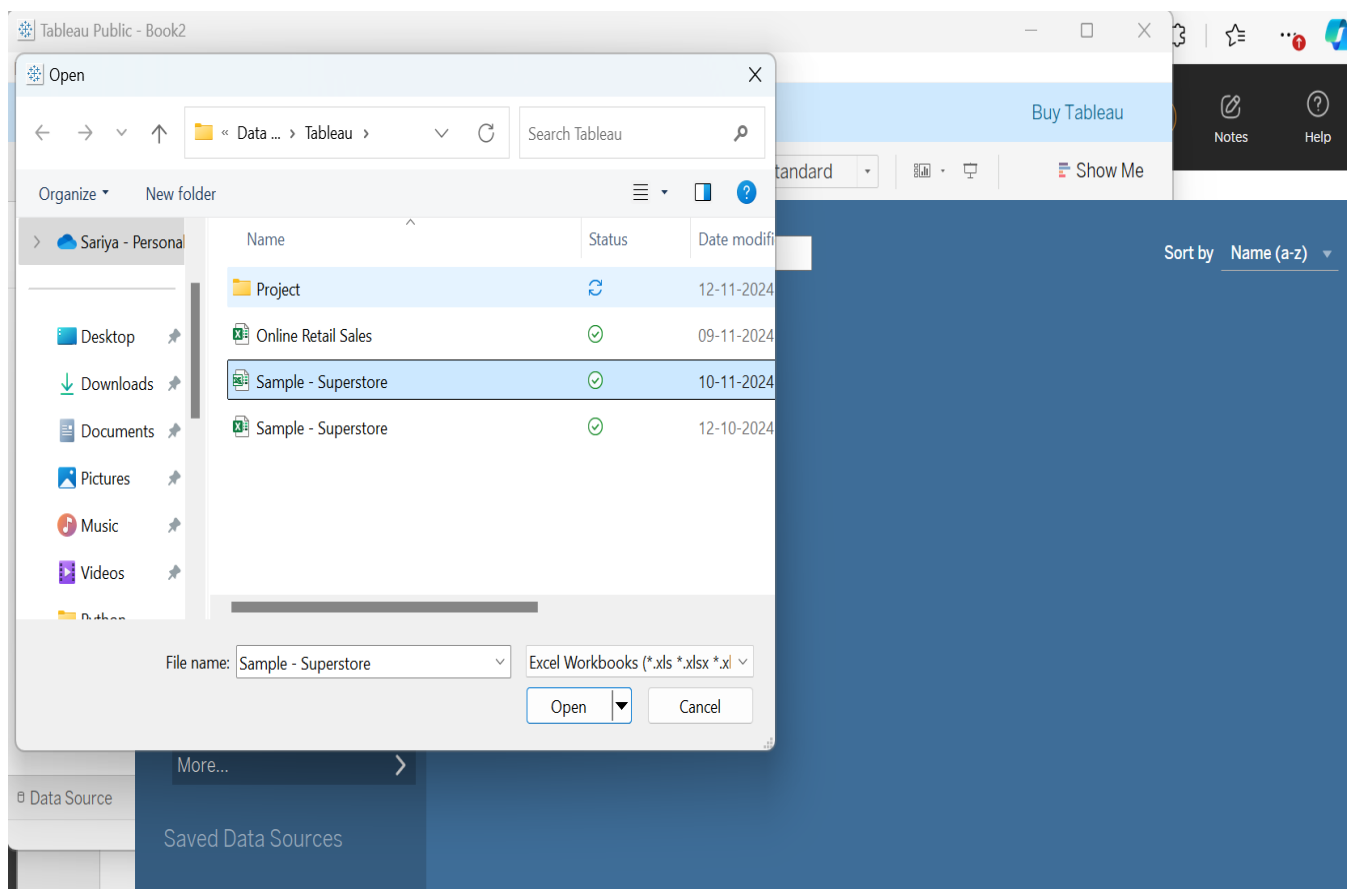 Tableau Public - Book2
Open
« Data ... › Tableau ›
Search Tableau
Buy Tableau
Notes
Help
Organize
New folder
tandard
Show Me
Sariya - Personal
Name
Status
Date modifi
Sort by Name (a-z)
Project
12-11-2024
Online Retail Sales
09-11-2024
Sample - Superstore
10-11-2024
Sample - Superstore
12-10-2024
Desktop
Downloads
Documents
Pictures
Music
Videos
Python
File name: Sample - Superstore
Excel Workbooks (*.xls *.xlsx *.xl
Open
Cancel
More...
Data Source
Saved Data Sources